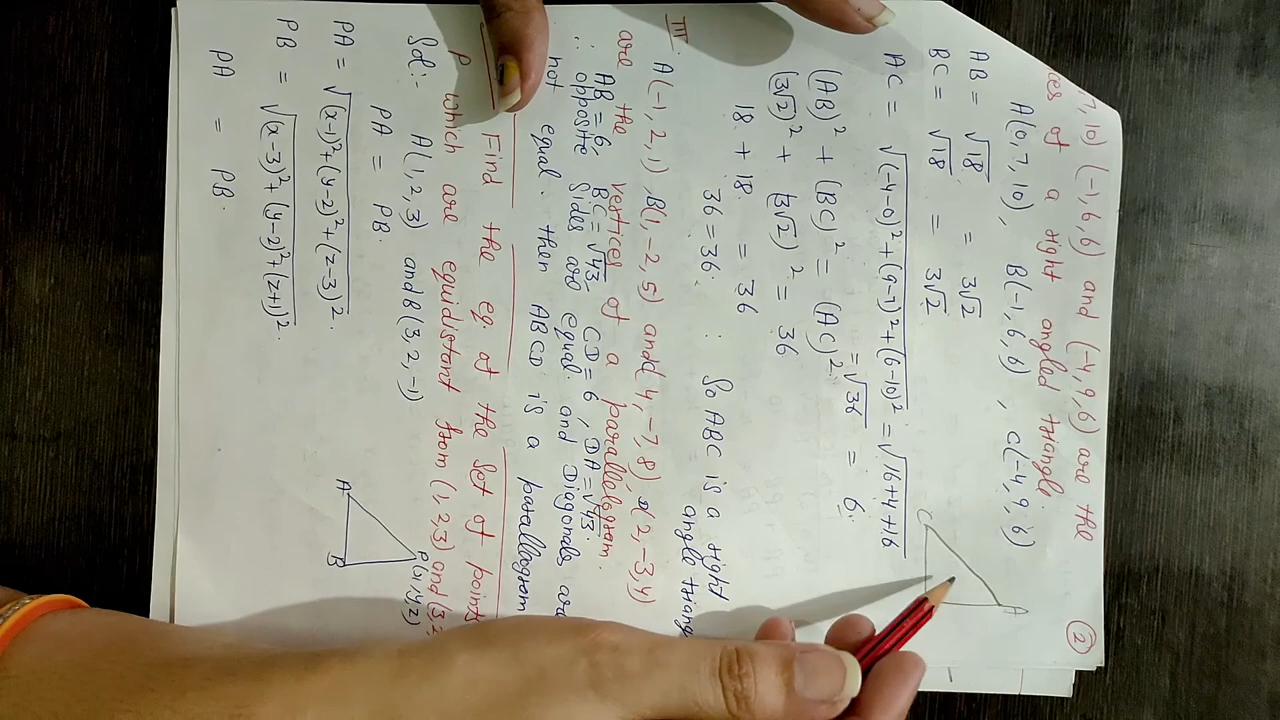 ②
7, 10) (-1, 6, 6) and (-4, 9, 6) are the
ces of a right angled triangle
A(0, 7, 10), B(-1, 6, 6), C(-4, 9, 6)
AB = √18 = 3√2
BC = √18 = 3√2
AC = √(-4-0)²+(9-7)²+(6-10)² = √16+4+16
= √36 = 6.
(AB)² + (BC)² = (AC)²
(3√2)² + (3√2)² = 36
18 + 18 = 36
36 = 36. So ABC is a right
angle triang
C A
III. A(-1, 2, 1), B(1, -2, 5) and(4, -7, 8), (2, -3, 4)
are the vertices of a parallelogram.
AB = 6, BC = √43 CD = 6, DA = √43.
∴ opposite sides are equal. and Diagonals are
not equal. then ABCD is a parallogram
Find the eq. of the set of points
P which are equidistant from (1, 2, 3) and (3, 2
Sol:- A(1, 2, 3) and B(3, 2, -1)
PA = PB.
P(x, y, z)
A B
PA = √(x-1)²+(y-2)²+(z-3)².
PB = √(x-3)²+(y-2)²+(z+1)².
PA = PB.